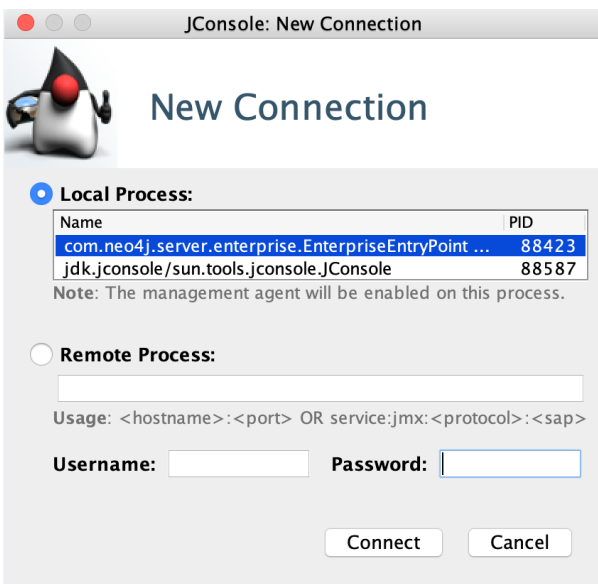 JConsole: New Connection
New Connection
Local Process:
Name PID
com.neo4j.server.enterprise.EnterpriseEntryPoint ... 88423
jdk.jconsole/sun.tools.jconsole.JConsole 88587
Note: The management agent will be enabled on this process.
Remote Process:
Usage: <hostname>:<port> OR service:jmx:<protocol>:<sap>
Username: Password:
Connect Cancel